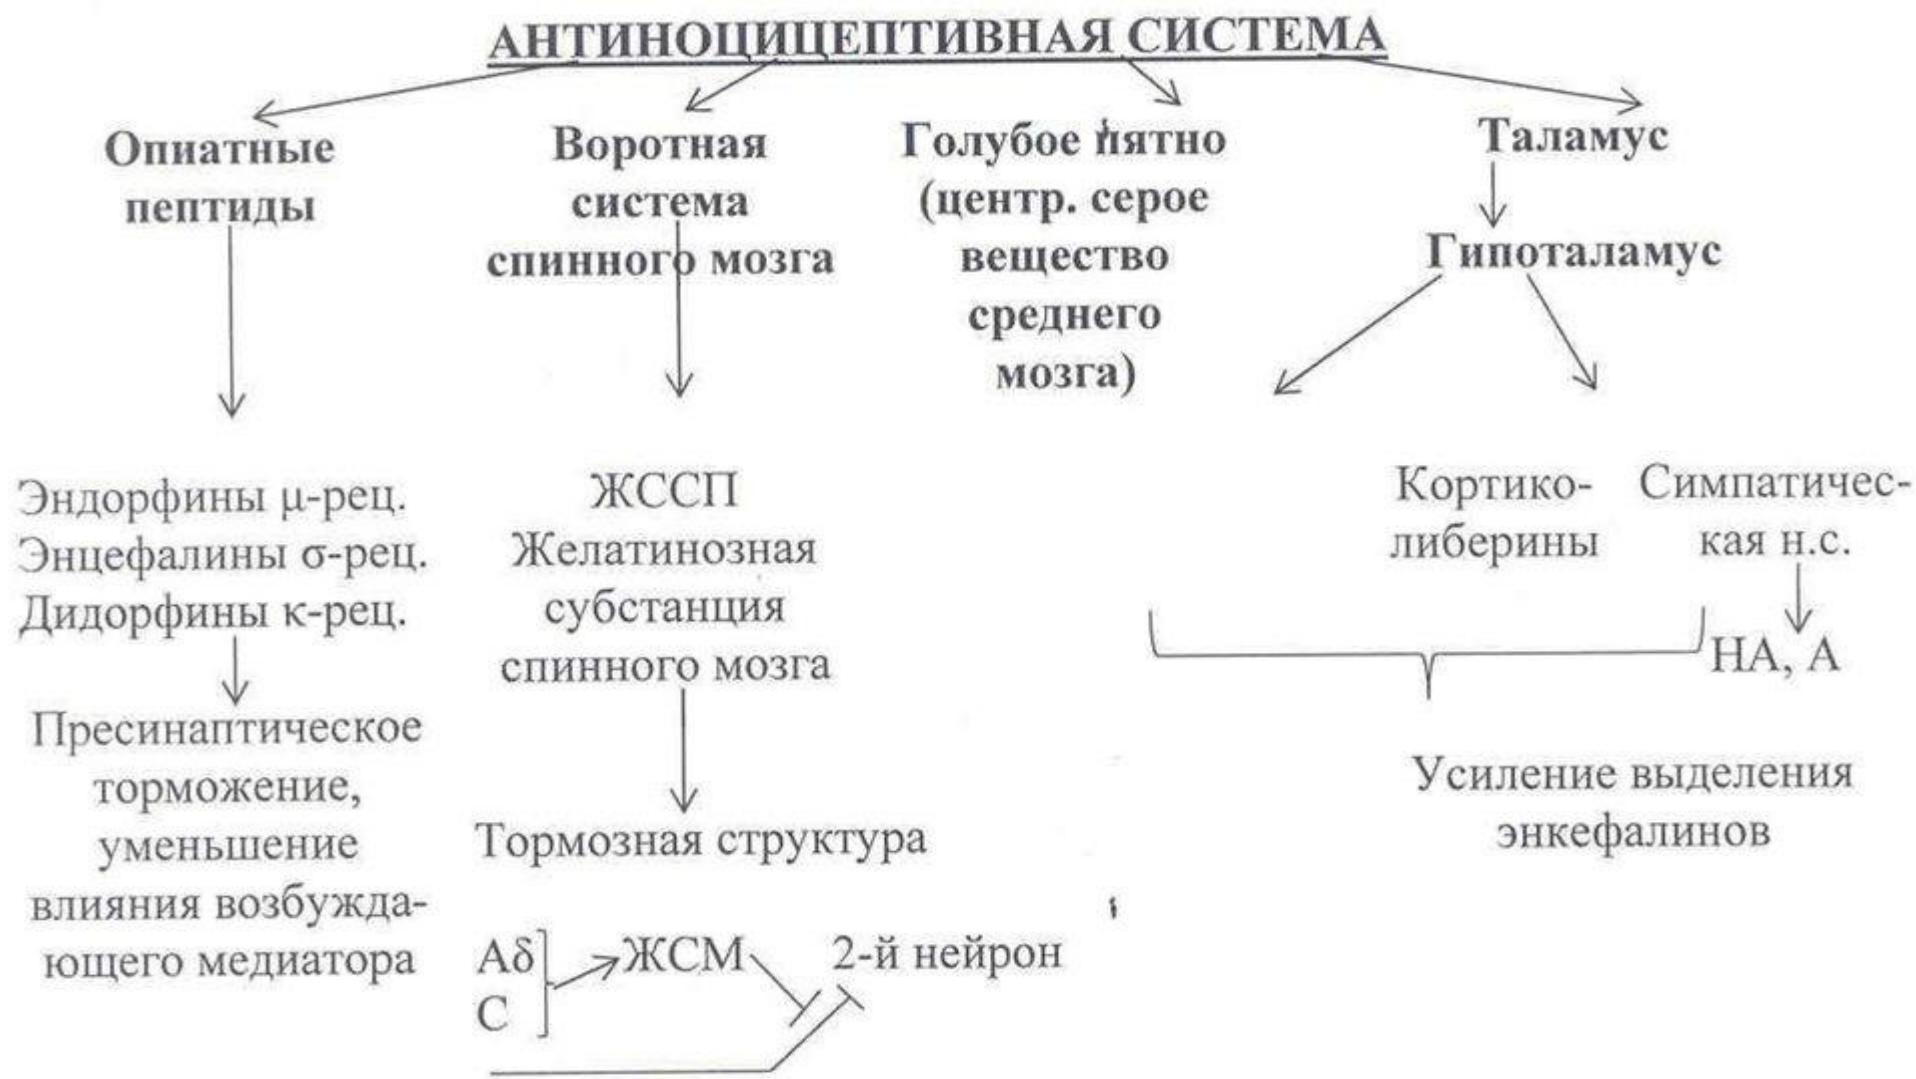 АНТИНОЦИЦЕПТИВНАЯ СИСТЕМА
Опиатные
пептиды
Воротная
система
спинного мозга
Голубое пятно
(центр. серое
вещество
среднего
мозга)
Таламус
Гипоталамус
Эндорфины μ-рец.
Энцефалины σ-рец.
Дидорфины κ-рец.
Пресинаптическое
торможение,
уменьшение
влияния возбужда-
ющего медиатора
ЖССП
Желатинозная
субстанция
спинного мозга
Тормозная структура
Аδ
С
ЖСМ
2-й нейрон
Кортико-
либерины
Симпатичес-
кая н.с.
НА, А
Усиление выделения
энкефалинов